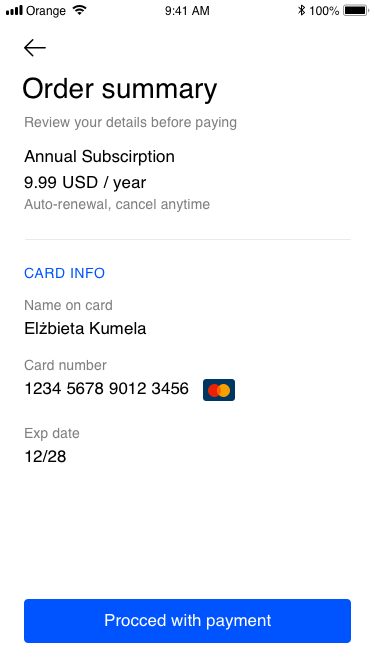 Orange 9:41 AM 100%
Order summary
Review your details before paying
Annual Subscirption
9.99 USD / year
Auto-renewal, cancel anytime
CARD INFO
Name on card
Elżbieta Kumela
Card number
1234 5678 9012 3456
Exp date
12/28
Procced with payment